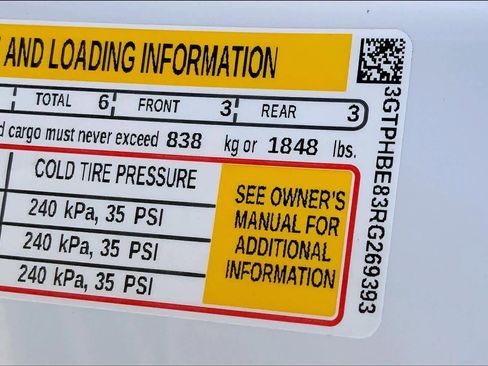 AND LOADING INFORMATION
TOTAL 6 FRONT 3 REAR 3
cargo must never exceed 838 kg or 1848 lbs.
COLD TIRE PRESSURE
240 kPa, 35 PSI
240 kPa, 35 PSI
240 kPa, 35 PSI
SEE OWNER'S
MANUAL FOR
ADDITIONAL
INFORMATION
3GTPHBE83RG269393